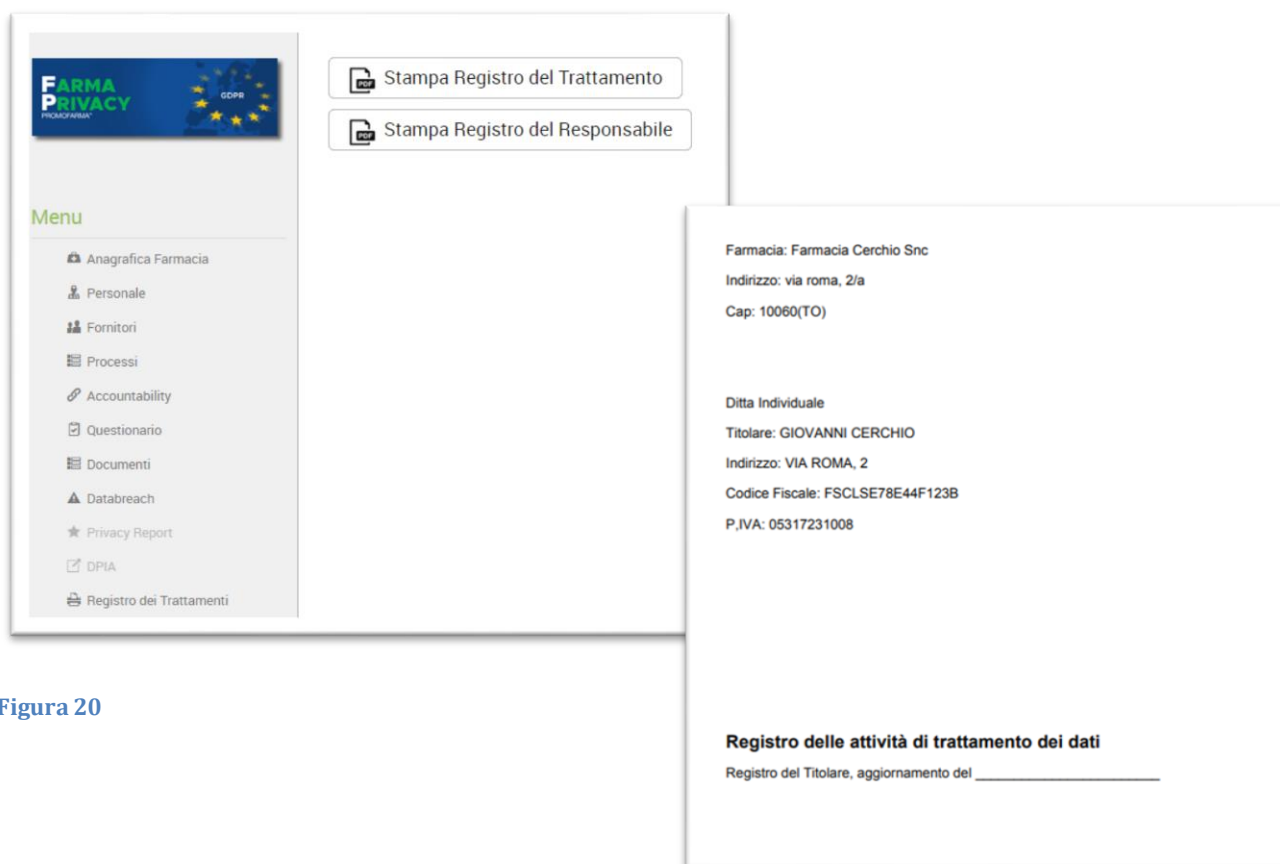 FARMA
PRIVACY
PROMOFARMA
GDPR
PDF Stampa Registro del Trattamento
PDF Stampa Registro del Responsabile
Menu
Anagrafica Farmacia
Personale
Fornitori
Processi
Accountability
Questionario
Documenti
Databreach
Privacy Report
DPIA
Registro dei Trattamenti
Figura 20
Farmacia: Farmacia Cerchio Snc
Indirizzo: via roma, 2/a
Cap: 10060(TO)
Ditta Individuale
Titolare: GIOVANNI CERCHIO
Indirizzo: VIA ROMA, 2
Codice Fiscale: FSCLSE78E44F123B
P,IVA: 05317231008
Registro delle attività di trattamento dei dati
Registro del Titolare, aggiornamento del ___________________________